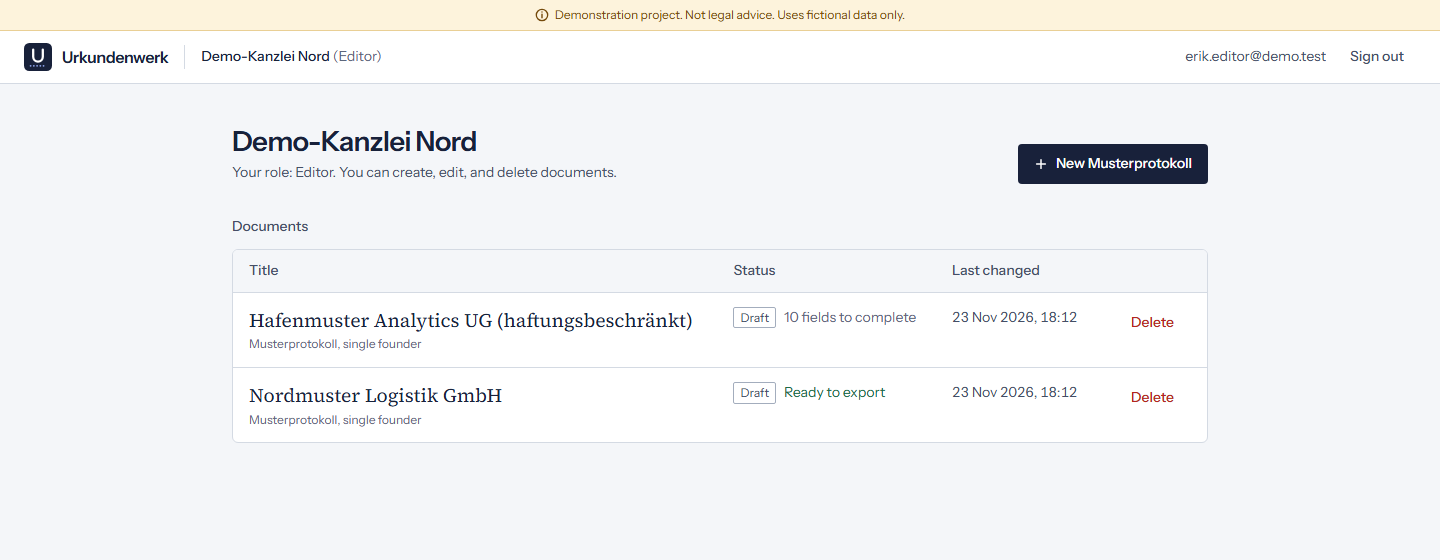 Demonstration project. Not legal advice. Uses fictional data only.
U Urkundenwerk Demo-Kanzlei Nord (Editor) erik.editor@demo.test Sign out
Demo-Kanzlei Nord
Your role: Editor. You can create, edit, and delete documents.
+ New Musterprotokoll
Documents
Title Status Last changed
Hafenmuster Analytics UG (haftungsbeschränkt) Draft 10 fields to complete 23 Nov 2026, 18:12 Delete
Musterprotokoll, single founder
Nordmuster Logistik GmbH Draft Ready to export 23 Nov 2026, 18:12 Delete
Musterprotokoll, single founder